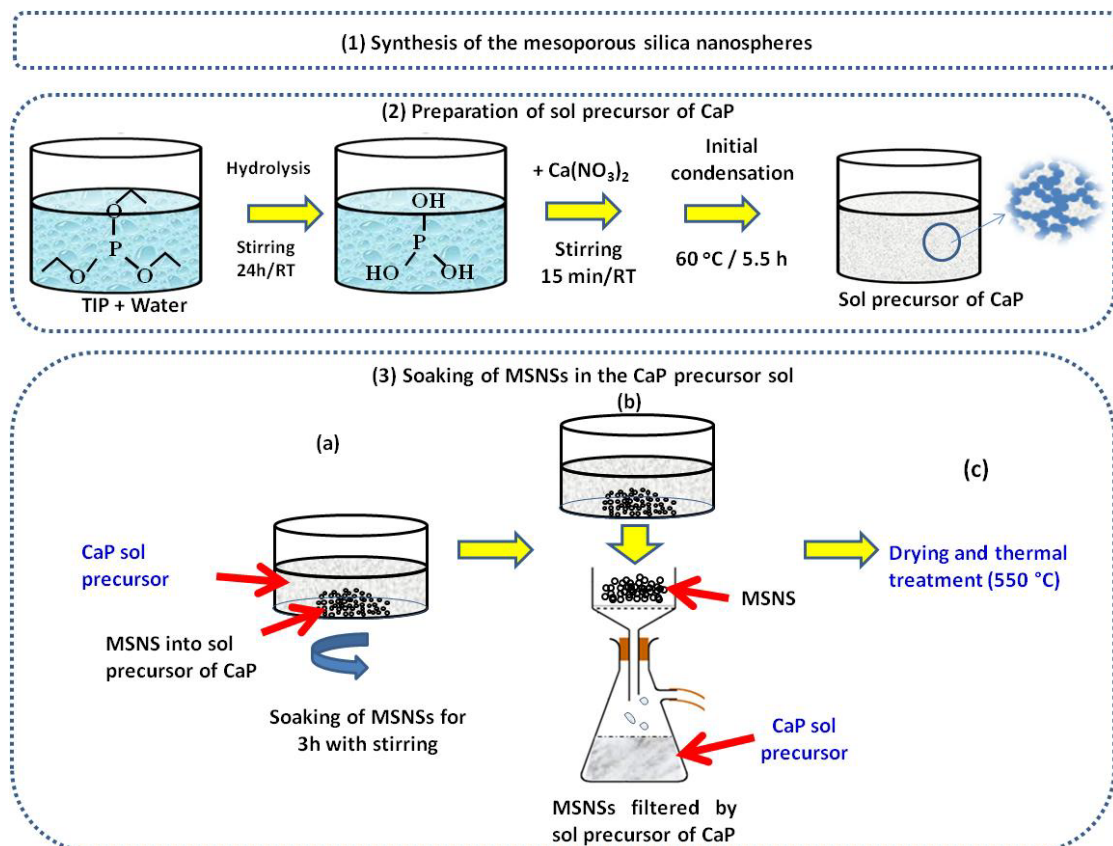 (1) Synthesis of the mesoporous silica nanospheres
(2) Preparation of sol precursor of CaP
O
P
O
O
TIP + Water
Hydrolysis
Stirring
24h/RT
OH
P
HO
OH
+ Ca(NO₃)₂
Stirring
15 min/RT
Initial
condensation
60 °C / 5.5 h
Sol precursor of CaP
(3) Soaking of MSNSs in the CaP precursor sol
(a)
CaP sol
precursor
MSNS into sol
precursor of CaP
Soaking of MSNSs for
3h with stirring
(b)
MSNS
CaP sol
precursor
MSNSs filtered by
sol precursor of CaP
(c)
Drying and thermal
treatment (550 °C)